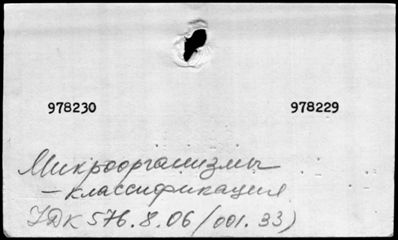 978230 978229
Микроорганизмы
– классификация
УДК 576.8.06 (001.33)